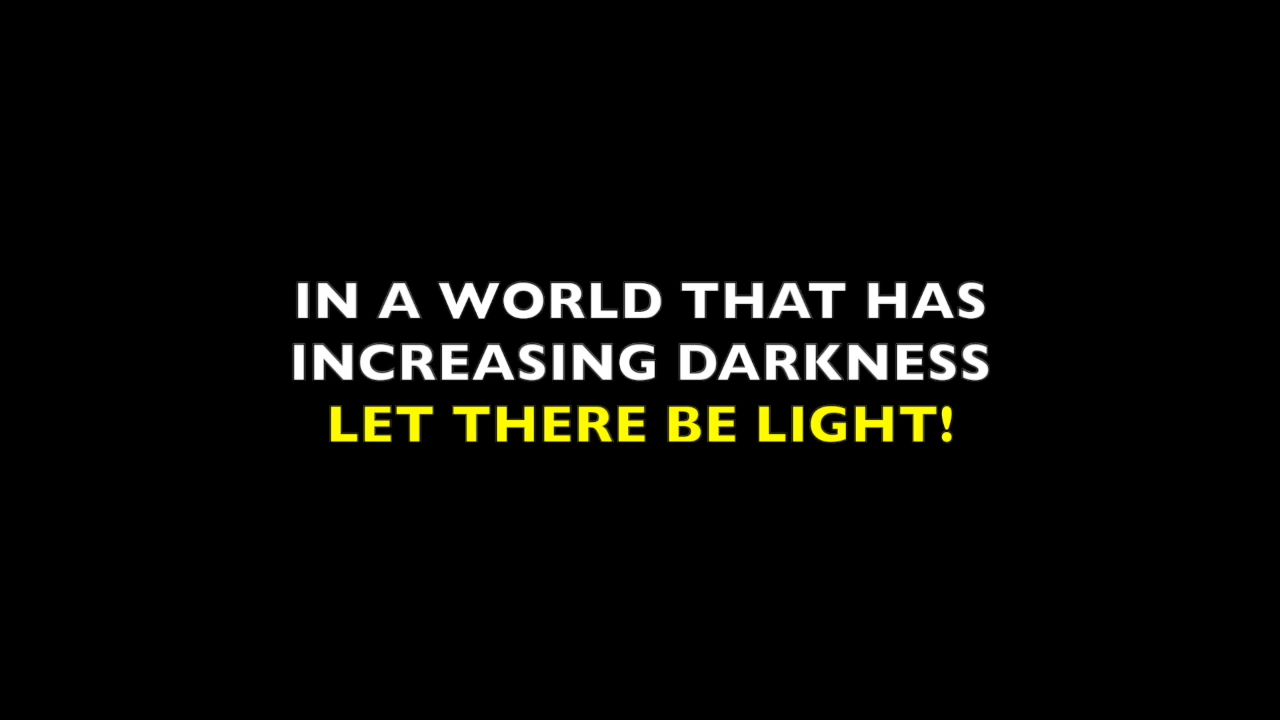 IN A WORLD THAT HAS
INCREASING DARKNESS
LET THERE BE LIGHT!